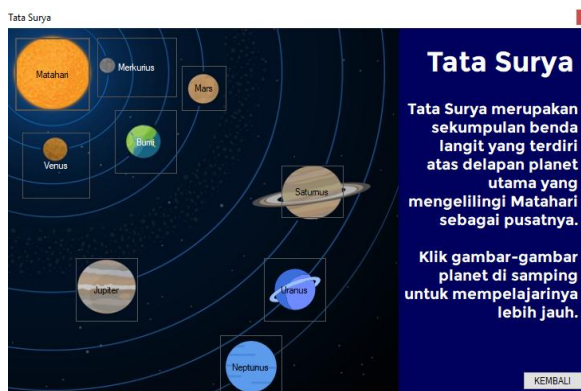 Tata Surya
Matahari
Merkurius
Mars
Bumi
Venus
Saturnus
Jupiter
Uranus
Neptunus
Tata Surya
Tata Surya merupakan
sekumpulan benda
langit yang terdiri
atas delapan planet
utama yang
mengelilingi Matahari
sebagai pusatnya.
Klik gambar-gambar
planet di samping
untuk mempelajarinya
lebih jauh.
KEMBALI